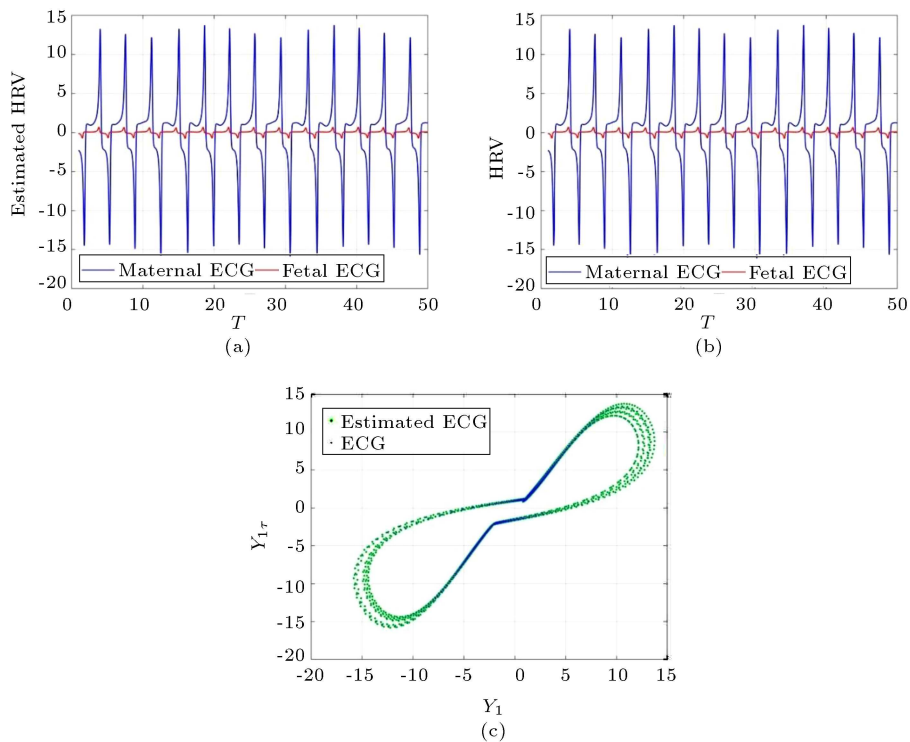 15
10
5
0
-5
-10
-15
-20
Estimated HRV
Maternal ECG Fetal ECG
0 10 20 30 40 50
T
(a)
15
10
5
0
-5
-10
-15
-20
HRV
Maternal ECG Fetal ECG
0 10 20 30 40 50
T
(b)
15
10
5
0
-5
-10
-15
-20
Y1τ
Estimated ECG
ECG
-20 -15 -10 -5 0 5 10 15
Y1
(c)